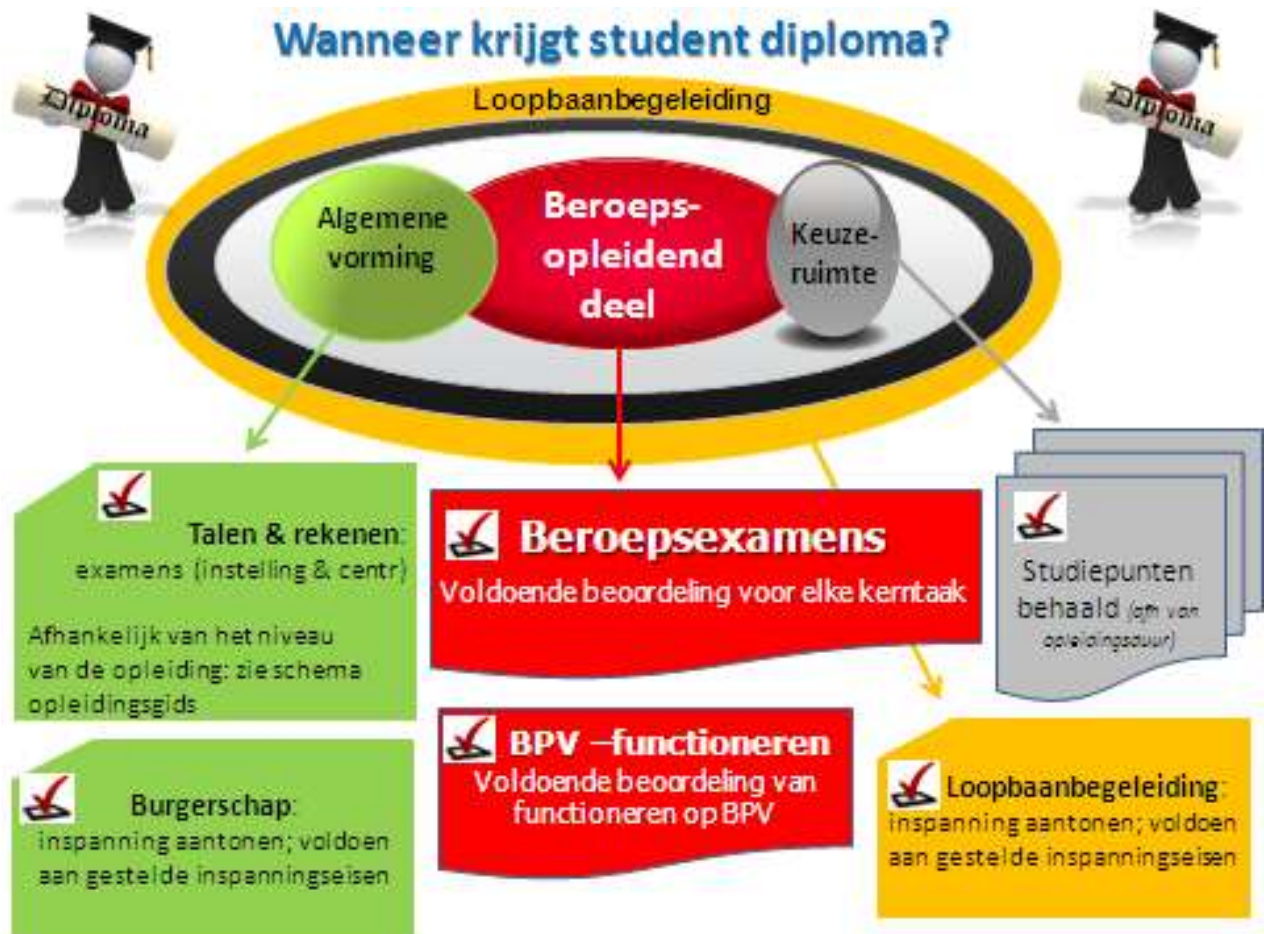 Wanneer krijgt student diploma?
Diploma
Diploma
Loopbaanbegeleiding
Algemene
vorming
Beroeps-
opleidend
deel
Keuze-
ruimte
Talen & rekenen:
examens (instelling & centr)
Afhankelijk van het niveau
van de opleiding: zie schema
opleidingsgids
Beroepsexamens
Voldoende beoordeling voor elke kerntaak
Studiepunten
behaald (afh van
opleidingsduur)
Burgerschap:
inspanning aantonen; voldoen
aan gestelde inspanningseisen
BPV –functioneren
Voldoende beoordeling van
functioneren op BPV
Loopbaanbegeleiding:
inspanning aantonen; voldoen
aan gestelde inspanningseisen